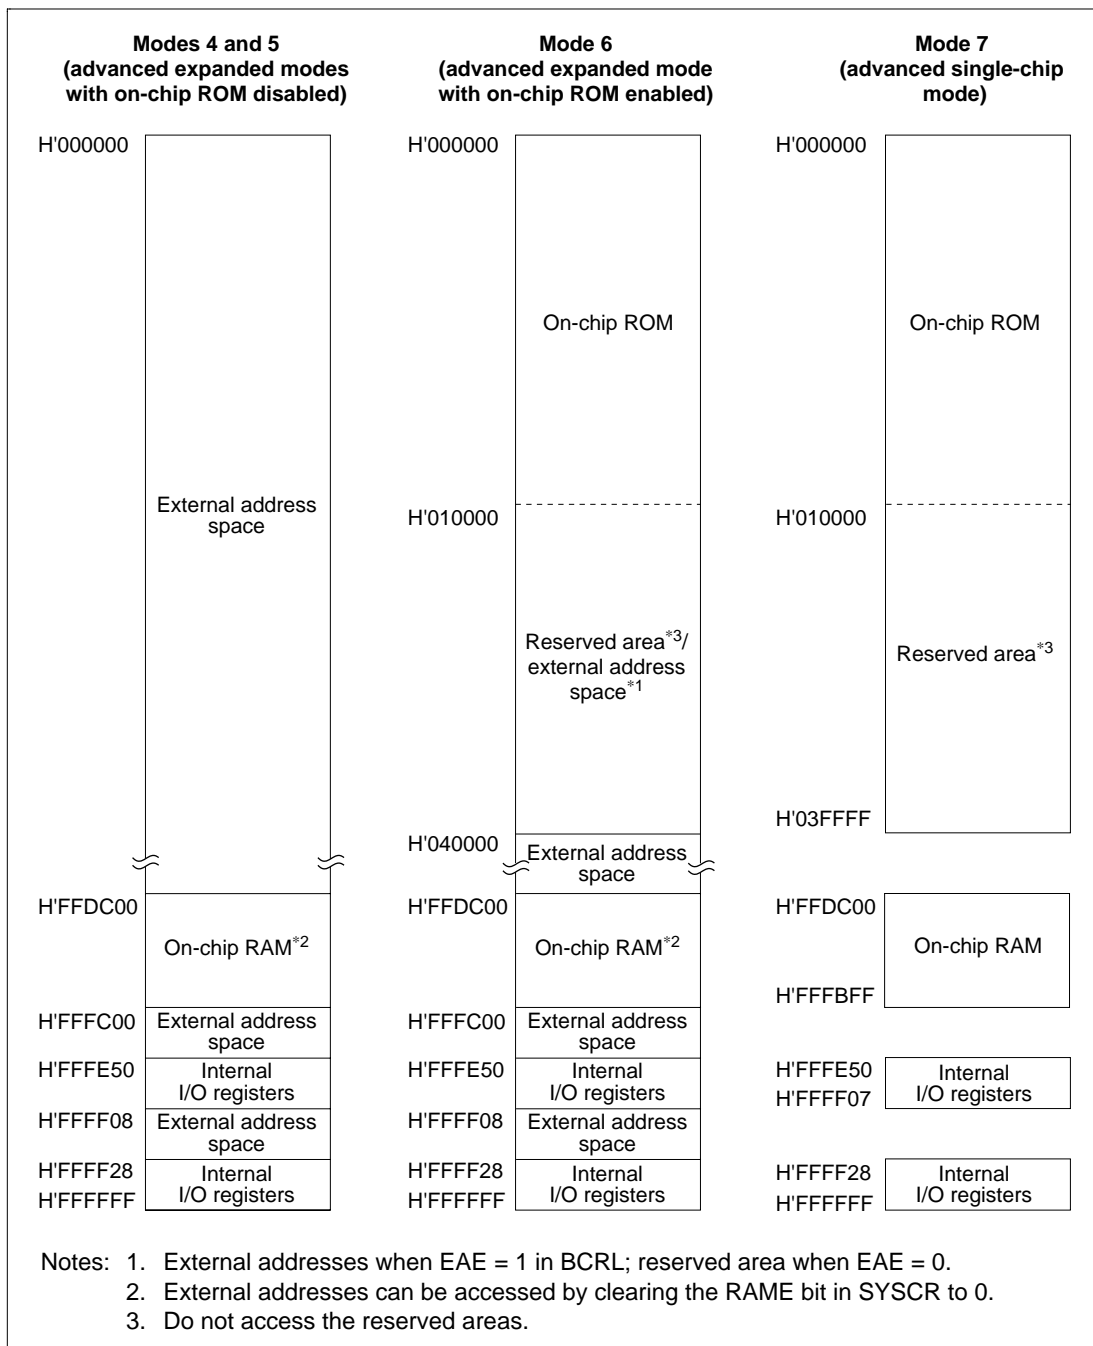 Modes 4 and 5
(advanced expanded modes
with on-chip ROM disabled)
H'000000
External address
space
H'FFDC00
On-chip RAM*2
H'FFFC00
External address
space
H'FFFE50
Internal
I/O registers
H'FFFF08
External address
space
H'FFFF28
Internal
I/O registers
H'FFFFFF
Mode 6
(advanced expanded mode
with on-chip ROM enabled)
H'000000
On-chip ROM
H'010000
Reserved area*3/
external address
space*1
H'040000
External address
space
H'FFDC00
On-chip RAM*2
H'FFFC00
External address
space
H'FFFE50
Internal
I/O registers
H'FFFF08
External address
space
H'FFFF28
Internal
I/O registers
H'FFFFFF
Mode 7
(advanced single-chip
mode)
H'000000
On-chip ROM
H'010000
Reserved area*3
H'03FFFF
H'FFDC00
On-chip RAM
H'FFFBFF
H'FFFE50
Internal
I/O registers
H'FFFF07
H'FFFF28
Internal
I/O registers
H'FFFFFF
Notes: 1. External addresses when EAE = 1 in BCRL; reserved area when EAE = 0.
2. External addresses can be accessed by clearing the RAME bit in SYSCR to 0.
3. Do not access the reserved areas.